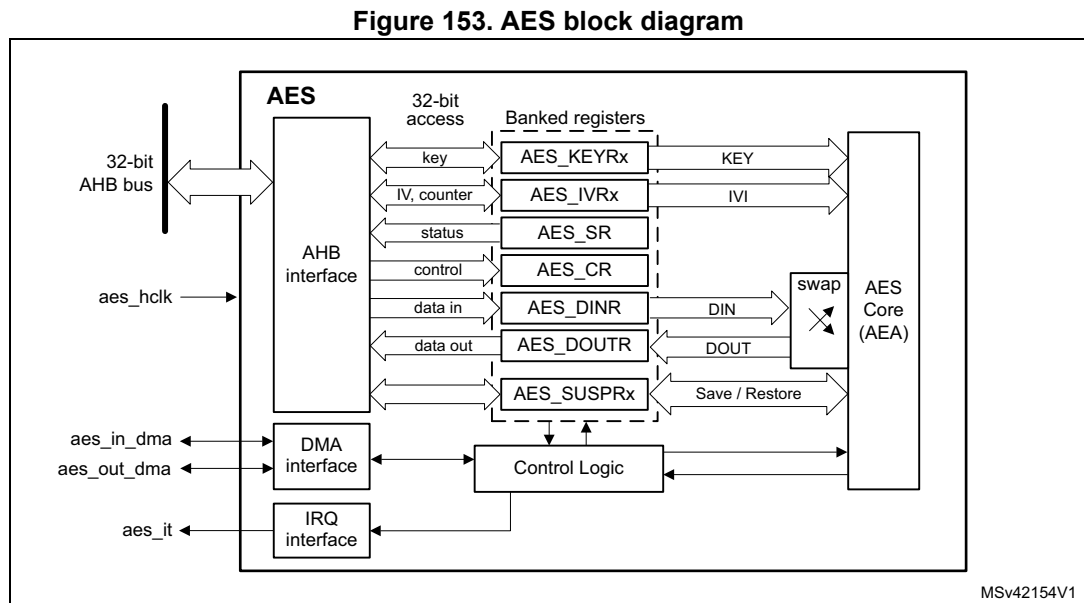 Figure 153. AES block diagram
AES
32-bit
access
Banked registers
32-bit
AHB bus
aes_hclk
AHB
interface
key
AES_KEYRx
KEY
IV, counter
AES_IVRx
IVI
status
AES_SR
control
AES_CR
data in
AES_DINR
DIN
data out
AES_DOUTR
DOUT
swap
AES
Core
(AEA)
AES_SUSPRx
Save / Restore
aes_in_dma
aes_out_dma
DMA
interface
Control Logic
aes_it
IRQ
interface
MSv42154V1